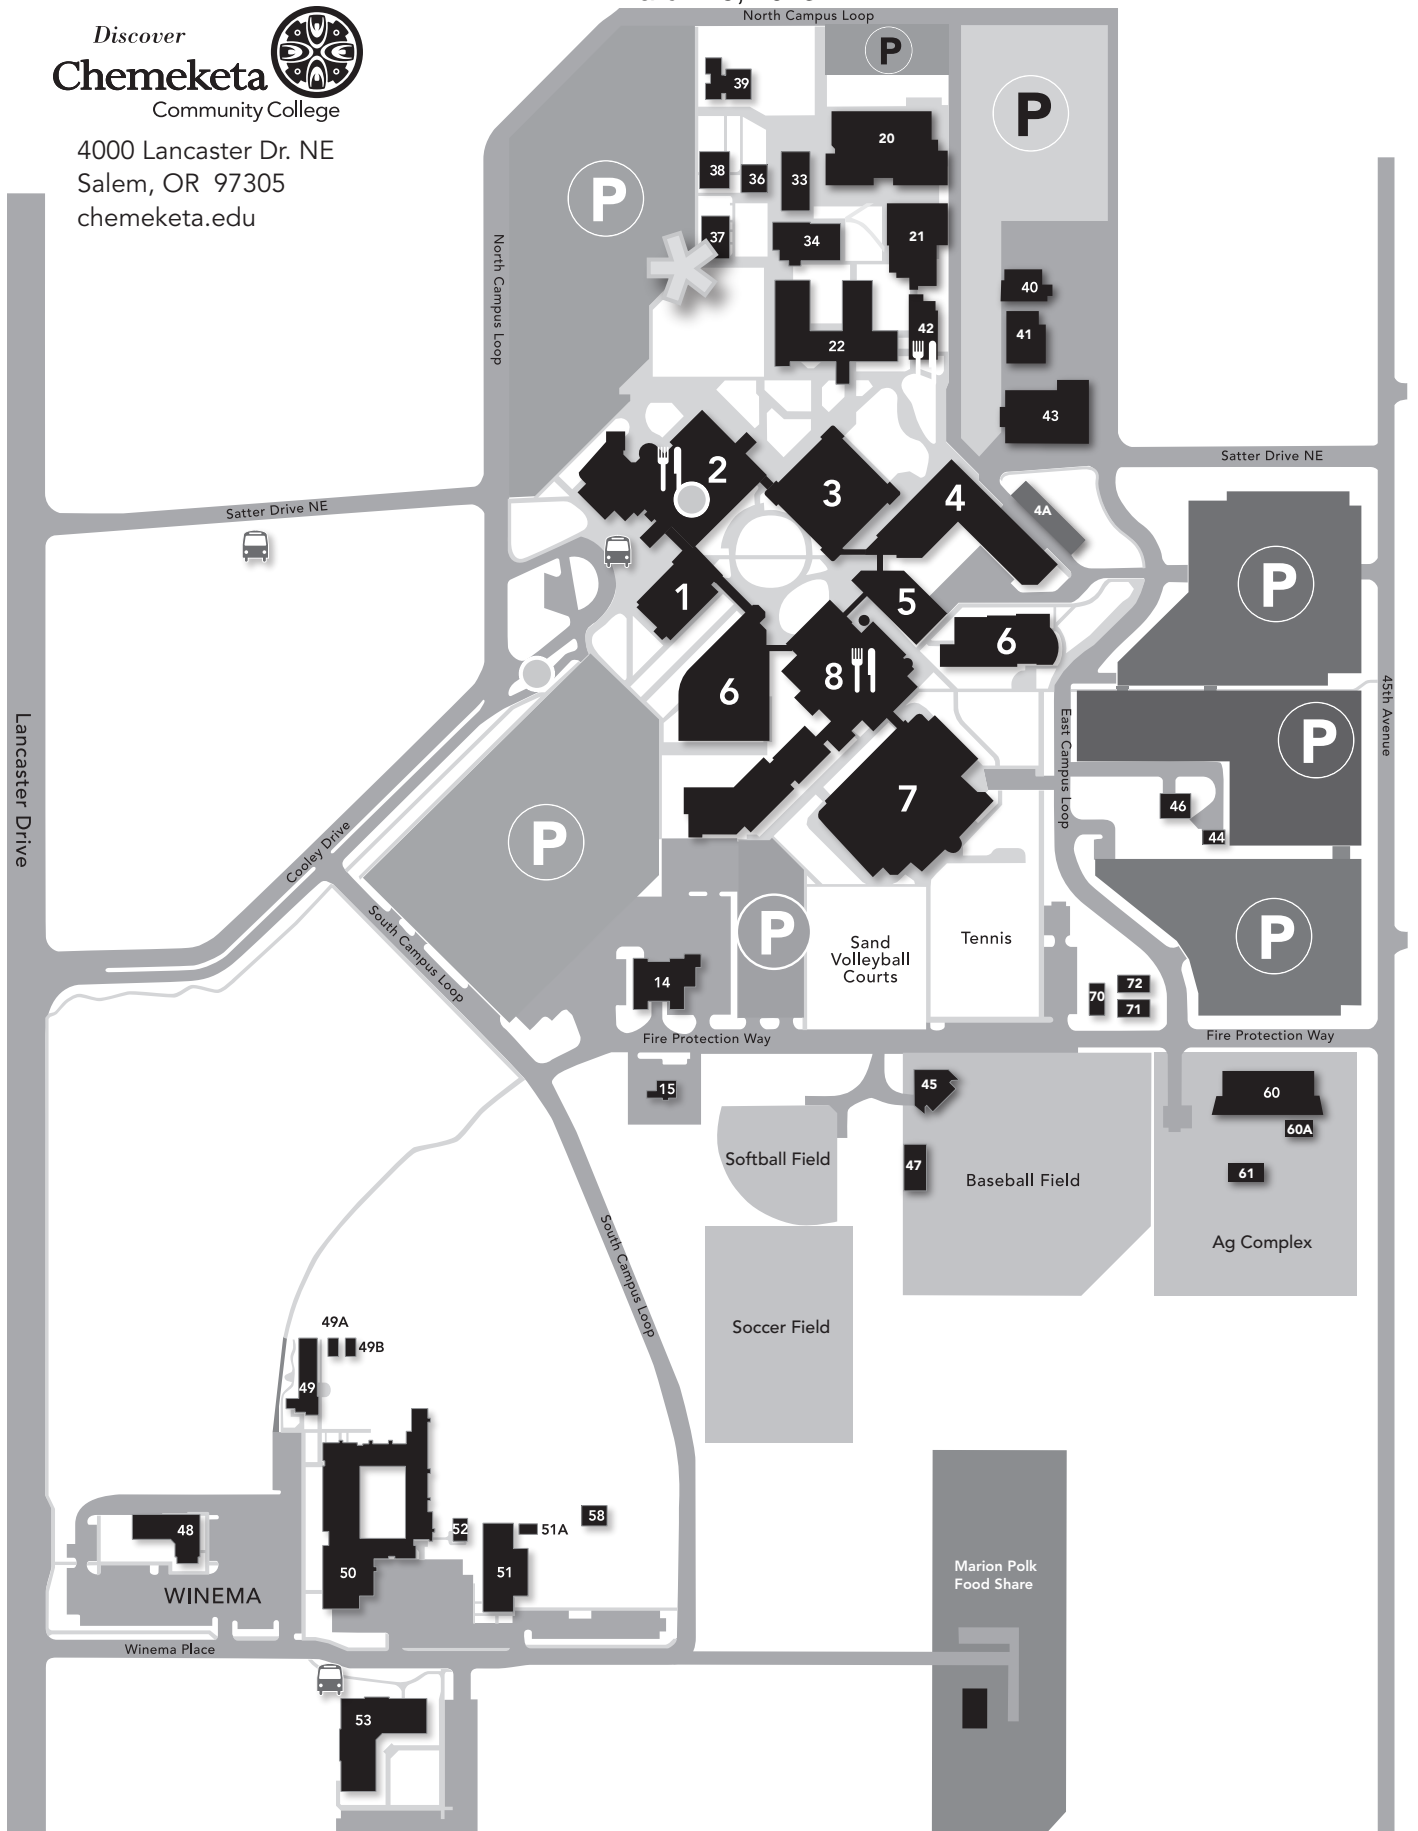 North Campus Loop
Discover
Chemeketa
Community College
4000 Lancaster Dr. NE
Salem, OR 97305
chemeketa.edu
P
P
39
20
38
36
33
P
37
34
21
North Campus Loop
40
42
41
22
43
Satter Drive NE
2
3
4
4A
Satter Drive NE
P
1
5
6
8
6
45th Avenue
East Campus Loop
P
Lancaster Drive
7
46
44
P
Cooley Drive
South Campus Loop
P
Sand
Volleyball
Courts
Tennis
P
14
70
72
71
Fire Protection Way
Fire Protection Way
15
45
60
60A
Softball Field
47
Baseball Field
61
Ag Complex
South Campus Loop
Soccer Field
49A
49B
49
48
52
51A
58
50
51
Marion Polk
Food Share
WINEMA
Winema Place
53